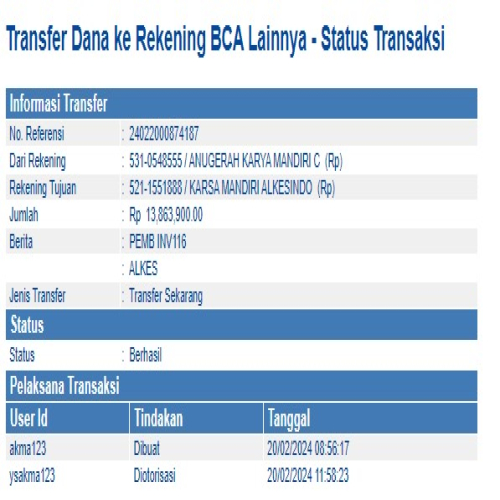 Transfer Dana ke Rekening BCA Lainnya - Status Transaksi
Informasi Transfer
No. Referensi : 24022000874187
Dari Rekening : 531-0548555 / ANUGERAH KARYA MANDIRI C (Rp)
Rekening Tujuan : 521-1551888 / KARSA MANDIRI ALKESINDO (Rp)
Jumlah : Rp 13,863,900.00
Berita : PEMB INV116
: ALKES
Jenis Transfer : Transfer Sekarang
Status
Status : Berhasil
Pelaksana Transaksi
User Id Tindakan Tanggal
akma123 Dibuat 20/02/2024 08:56:17
ysakma123 Diotorisasi 20/02/2024 11:58:23